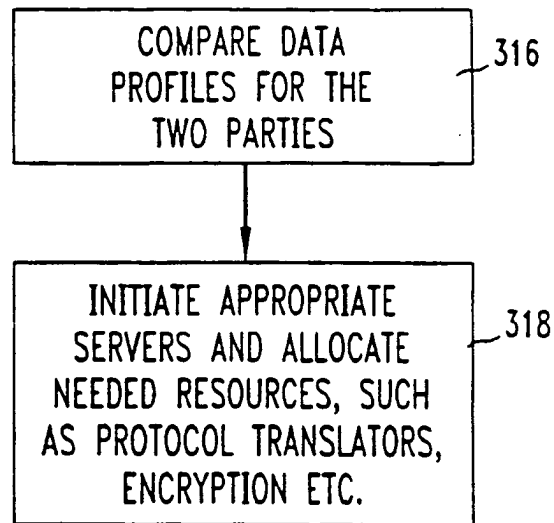 COMPARE DATA
PROFILES FOR THE
TWO PARTIES
316
INITIATE APPROPRIATE
SERVERS AND ALLOCATE
NEEDED RESOURCES, SUCH
AS PROTOCOL TRANSLATORS,
ENCRYPTION ETC.
318